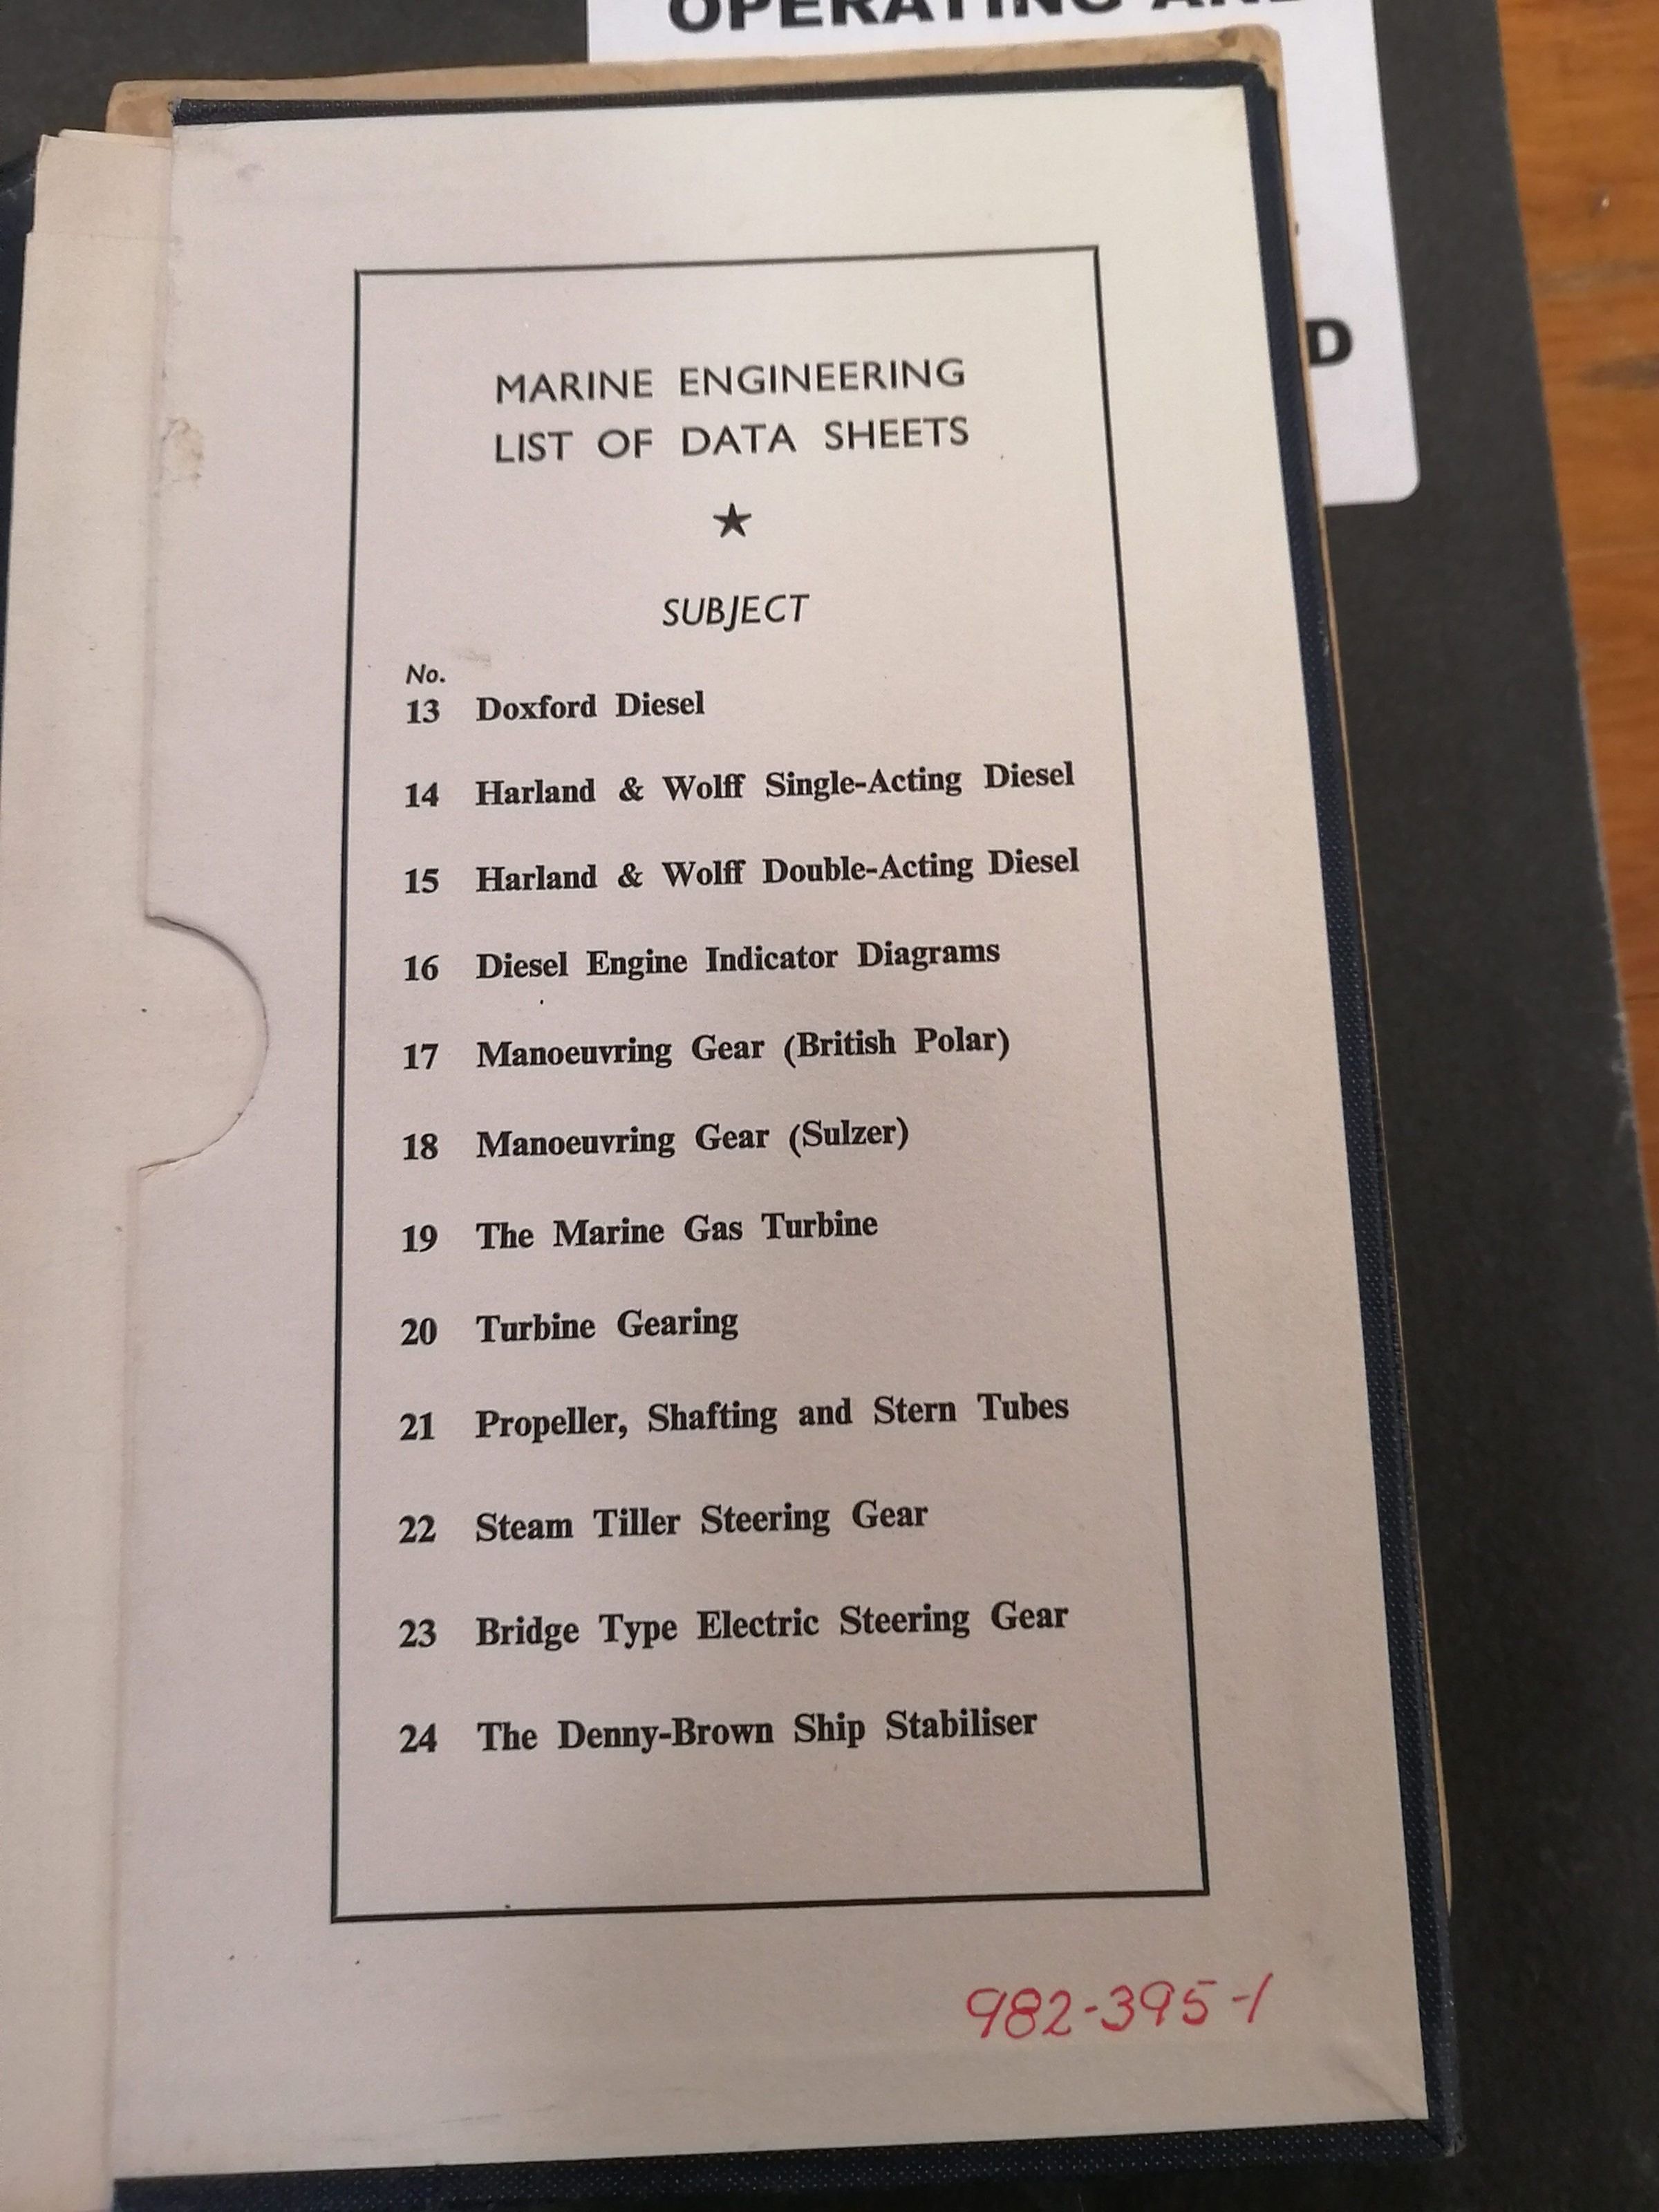 OPERATING AND
D
MARINE ENGINEERING
LIST OF DATA SHEETS
★
SUBJECT
No.
13 Doxford Diesel
14 Harland & Wolff Single-Acting Diesel
15 Harland & Wolff Double-Acting Diesel
16 Diesel Engine Indicator Diagrams
17 Manoeuvring Gear (British Polar)
18 Manoeuvring Gear (Sulzer)
19 The Marine Gas Turbine
20 Turbine Gearing
21 Propeller, Shafting and Stern Tubes
22 Steam Tiller Steering Gear
23 Bridge Type Electric Steering Gear
24 The Denny-Brown Ship Stabiliser
982-395-1